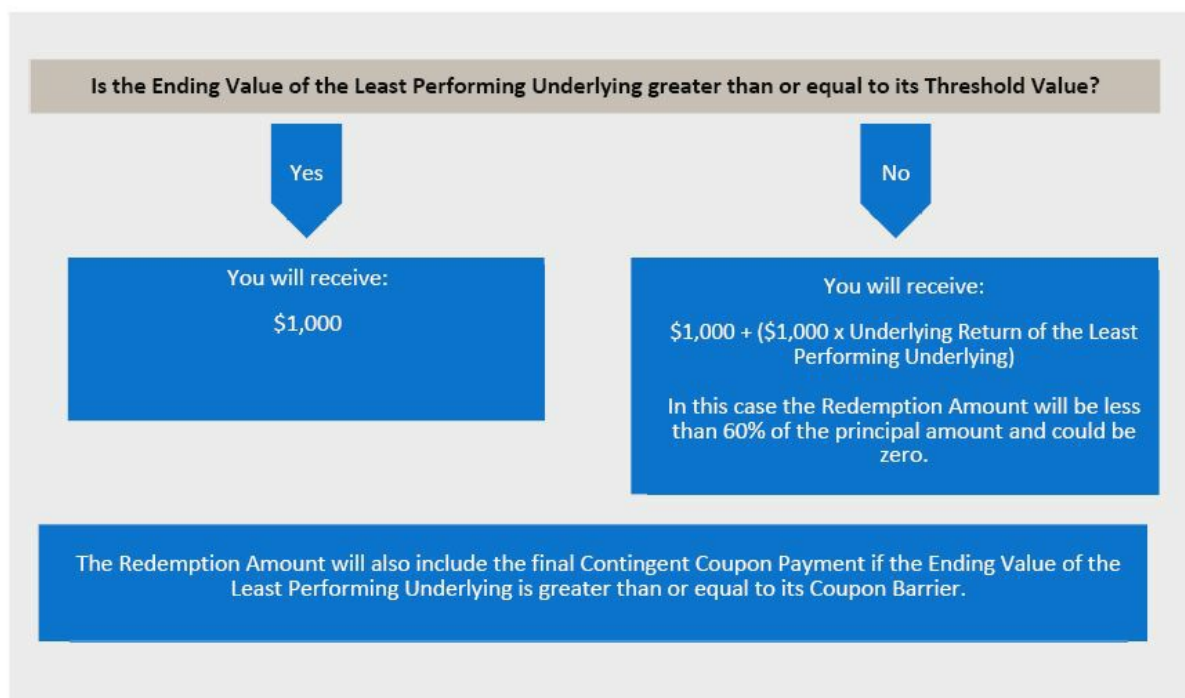 Is the Ending Value of the Least Performing Underlying greater than or equal to its Threshold Value?
Yes
No
You will receive:
$1,000
You will receive:
$1,000 + ($1,000 x Underlying Return of the Least
Performing Underlying)
In this case the Redemption Amount will be less
than 60% of the principal amount and could be
zero.
The Redemption Amount will also include the final Contingent Coupon Payment if the Ending Value of the
Least Performing Underlying is greater than or equal to its Coupon Barrier.